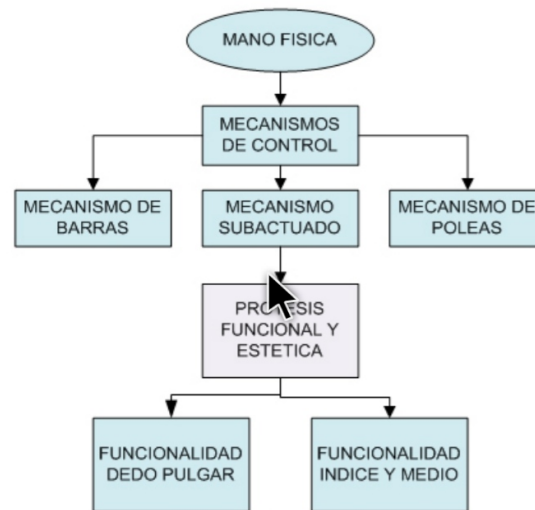 MANO FISICA
MECANISMOS
DE CONTROL
MECANISMO DE
BARRAS
MECANISMO
SUBACTUADO
MECANISMO DE
POLEAS
PROTESIS
FUNCIONAL Y
ESTETICA
FUNCIONALIDAD
DEDO PULGAR
FUNCIONALIDAD
INDICE Y MEDIO